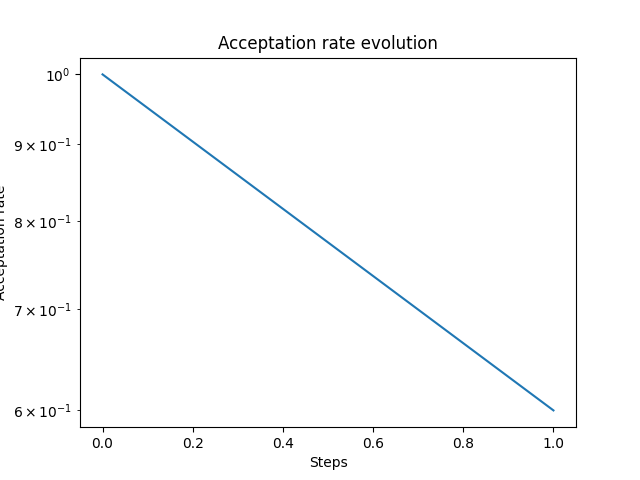 Acceptation rate evolution
10⁰
9 × 10⁻¹
8 × 10⁻¹
7 × 10⁻¹
6 × 10⁻¹
Acceptation rate
0.0 0.2 0.4 0.6 0.8 1.0
Steps